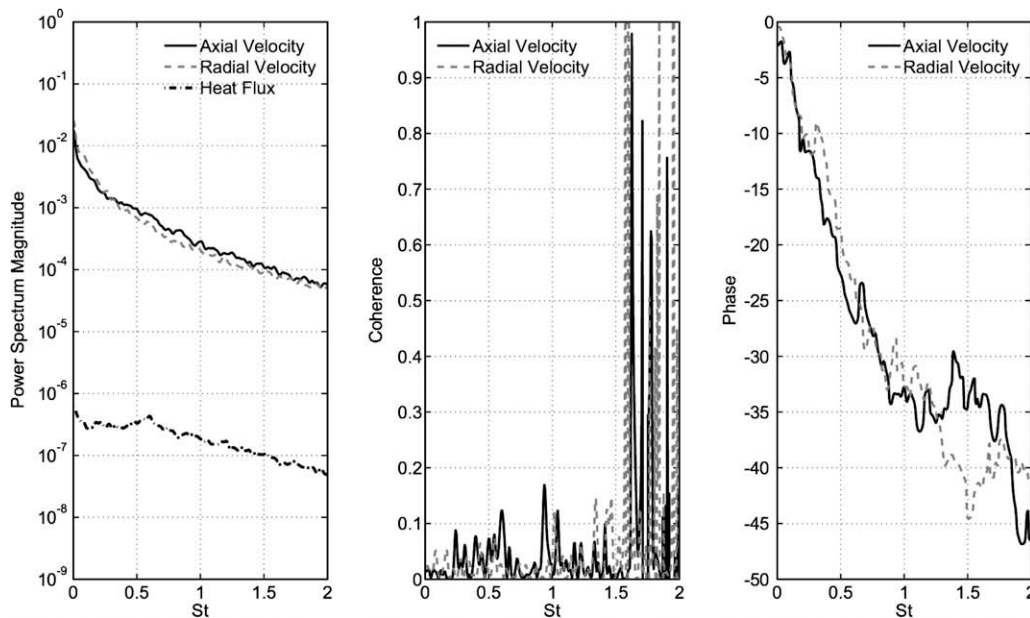 10^0
10^-1
10^-2
10^-3
10^-4
10^-5
10^-6
10^-7
10^-8
10^-9
Power Spectrum Magnitude
Axial Velocity
Radial Velocity
Heat Flux
0 0.5 1 1.5 2
St
1
0.9
0.8
0.7
0.6
0.5
0.4
0.3
0.2
0.1
0
Coherence
Axial Velocity
Radial Velocity
0 0.5 1 1.5 2
St
0
-5
-10
-15
-20
-25
-30
-35
-40
-45
-50
Phase
Axial Velocity
Radial Velocity
0 0.5 1 1.5 2
St